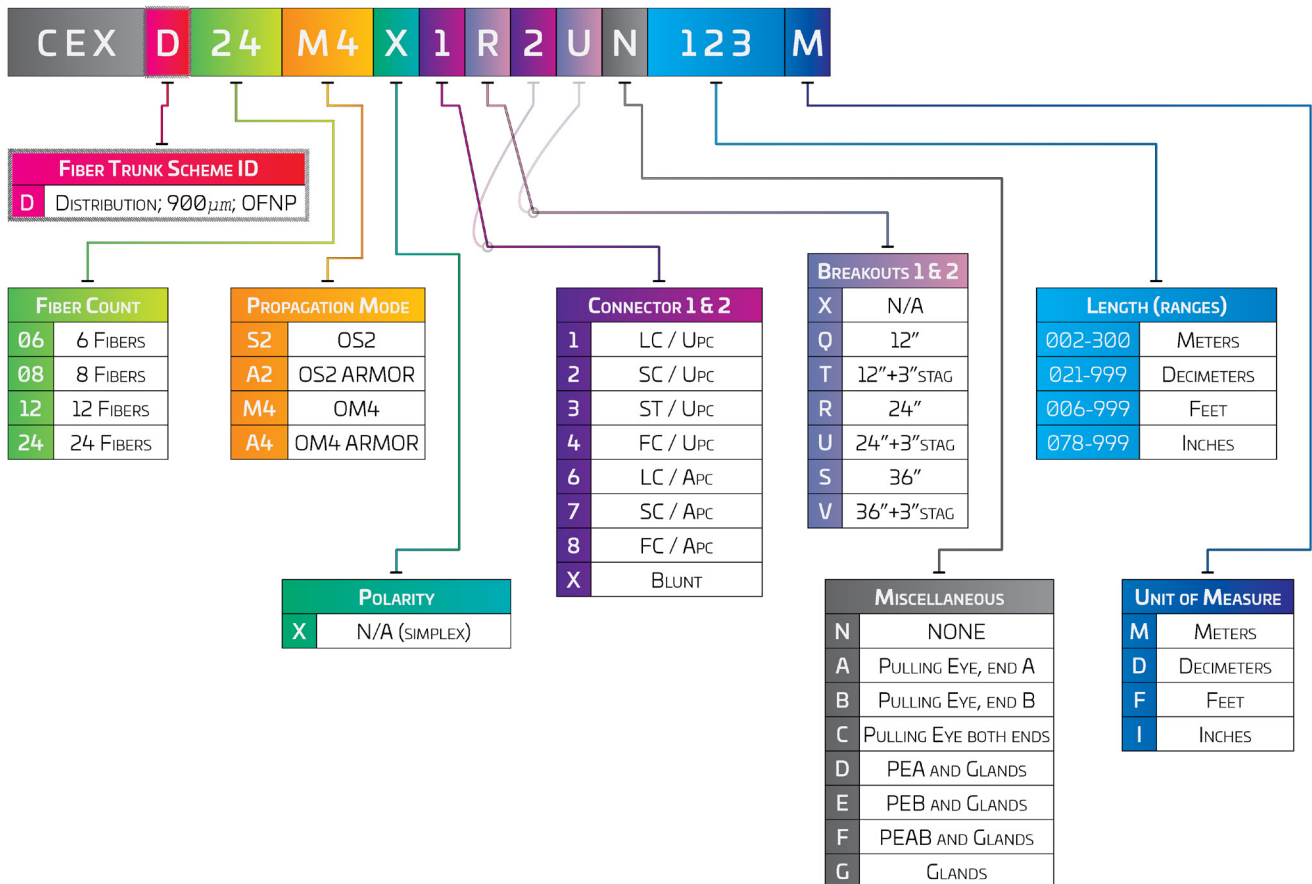 CEX D 24 M4 X 1 R 2 U N 123 M
Fiber Trunk Scheme ID
D Distribution; 900µm; OFNP
Fiber Count
06 6 Fibers
08 8 Fibers
12 12 Fibers
24 24 Fibers
Propagation Mode
S2 OS2
A2 OS2 ARMOR
M4 OM4
A4 OM4 ARMOR
Polarity
X N/A (simplex)
Connector 1 & 2
1 LC / Upc
2 SC / Upc
3 ST / Upc
4 FC / Upc
6 LC / Apc
7 SC / Apc
8 FC / Apc
X Blunt
Breakouts 1 & 2
X N/A
Q 12″
T 12″+3″stag
R 24″
U 24″+3″stag
S 36″
V 36″+3″stag
Miscellaneous
N NONE
A Pulling Eye, end A
B Pulling Eye, end B
C Pulling Eye both ends
D PEA and Glands
E PEB and Glands
F PEAB and Glands
G Glands
Length (ranges)
002-300 Meters
021-999 Decimeters
006-999 Feet
078-999 Inches
Unit of Measure
M Meters
D Decimeters
F Feet
I Inches